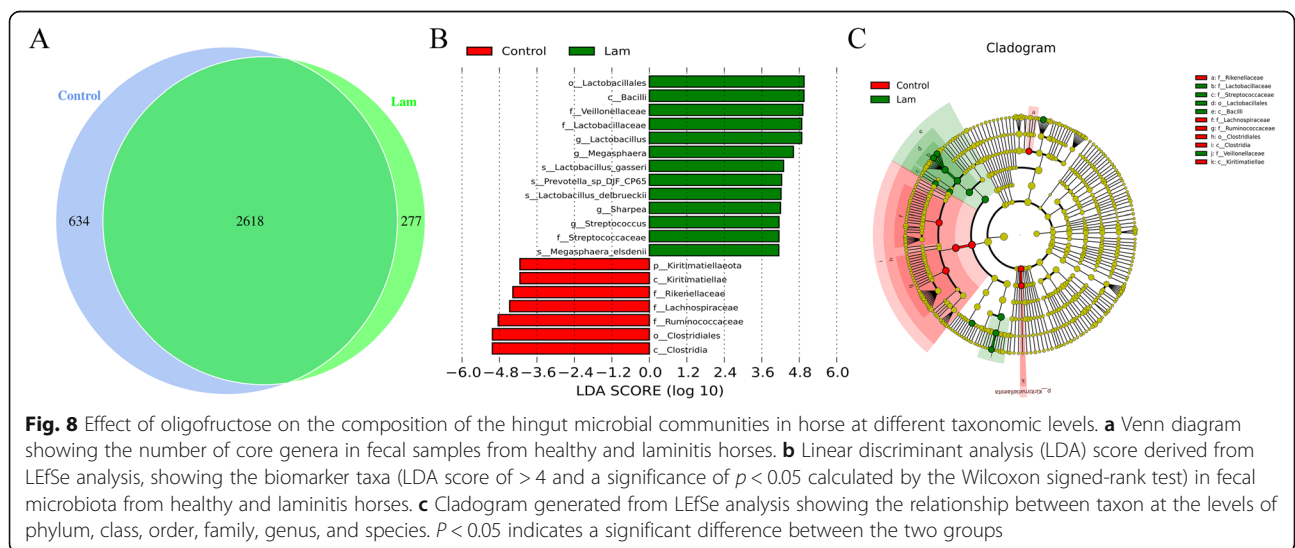 A
Control
Lam
634
2618
277
B
Control
Lam
o__Lactobacillales
c__Bacilli
f__Veillonellaceae
f__Lactobacillaceae
g__Lactobacillus
g__Megasphaera
s__Lactobacillus_gasseri
s__Prevotella_sp_DJF_CP65
s__Lactobacillus_delbrueckii
g__Sharpea
g__Streptococcus
f__Streptococcaceae
s__Megasphaera_elsdenii
p__Kiritimatiellaeota
c__Kiritimatiellae
f__Rikenellaceae
f__Lachnospiraceae
f__Ruminococcaceae
o__Clostridiales
c__Clostridia
−6.0 −4.8 −3.6 −2.4 −1.2 0.0 1.2 2.4 3.6 4.8 6.0
LDA SCORE (log 10)
C
Cladogram
Control
Lam
a: f__Rikenellaceae
b: f__Lactobacillaceae
c: f__Streptococcaceae
d: o__Lactobacillales
e: c__Bacilli
f: f__Lachnospiraceae
g: f__Ruminococcaceae
h: o__Clostridiales
i: c__Clostridia
j: f__Veillonellaceae
k: c__Kiritimatiellae
p__Kiritimatiellaeota
Fig. 8 Effect of oligofructose on the composition of the hingut microbial communities in horse at different taxonomic levels. a Venn diagram
showing the number of core genera in fecal samples from healthy and laminitis horses. b Linear discriminant analysis (LDA) score derived from
LEfSe analysis, showing the biomarker taxa (LDA score of > 4 and a significance of p < 0.05 calculated by the Wilcoxon signed-rank test) in fecal
microbiota from healthy and laminitis horses. c Cladogram generated from LEfSe analysis showing the relationship between taxon at the levels of
phylum, class, order, family, genus, and species. P < 0.05 indicates a significant difference between the two groups